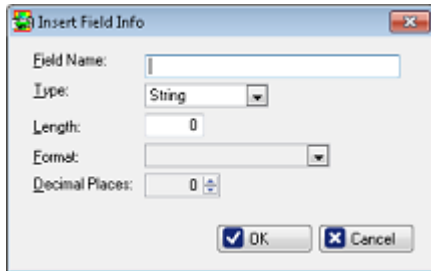 Insert Field Info
Field Name:
Type: String
Length: 0
Format:
Decimal Places: 0
OK Cancel